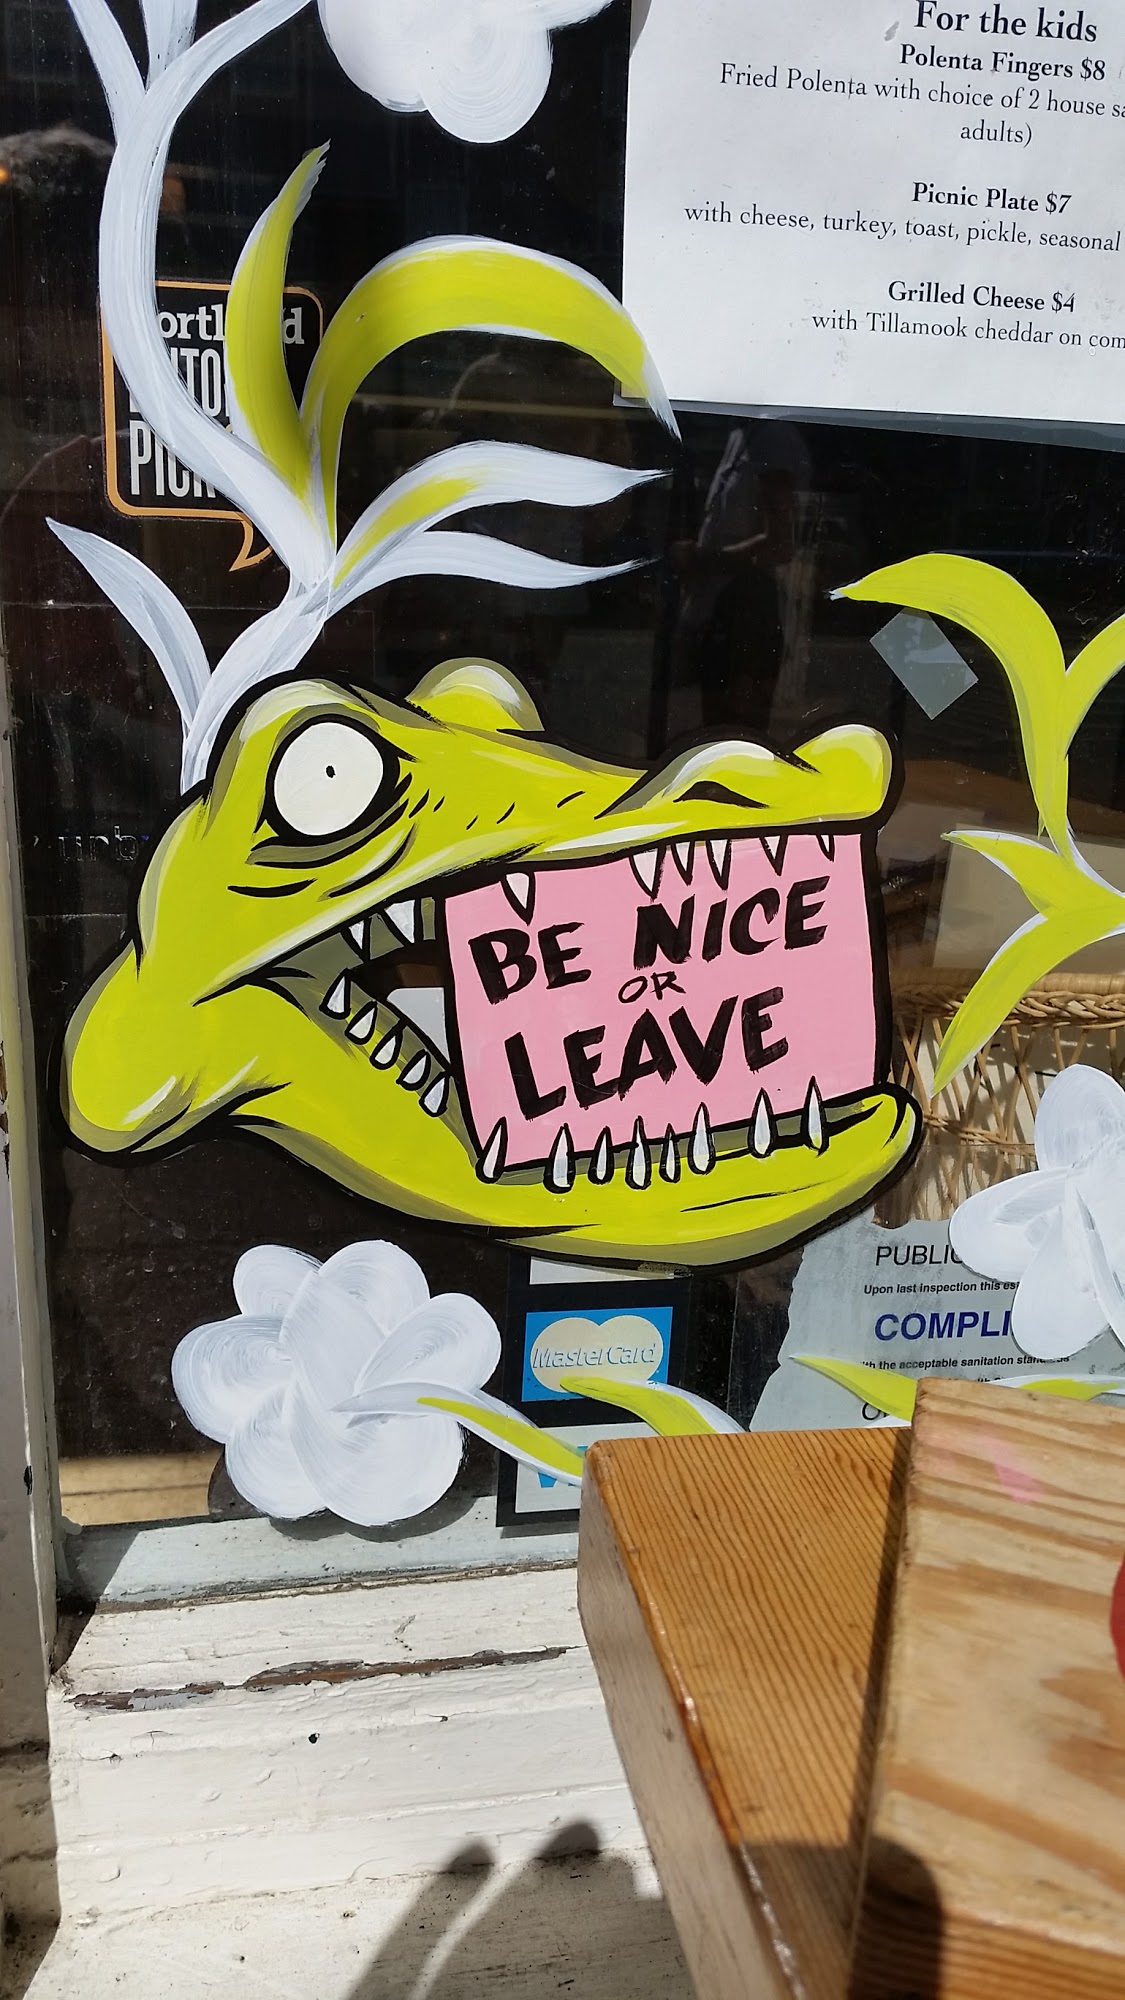 For the kids
Polenta Fingers $8
Fried Polenta with choice of 2 house
adults)
Picnic Plate $7
with cheese, turkey, toast, pickle, seasonal
Grilled Cheese $4
with Tillamook cheddar on
BE NICE
OR
LEAVE
MasterCard
Upon last inspection this
the acceptable sanitation